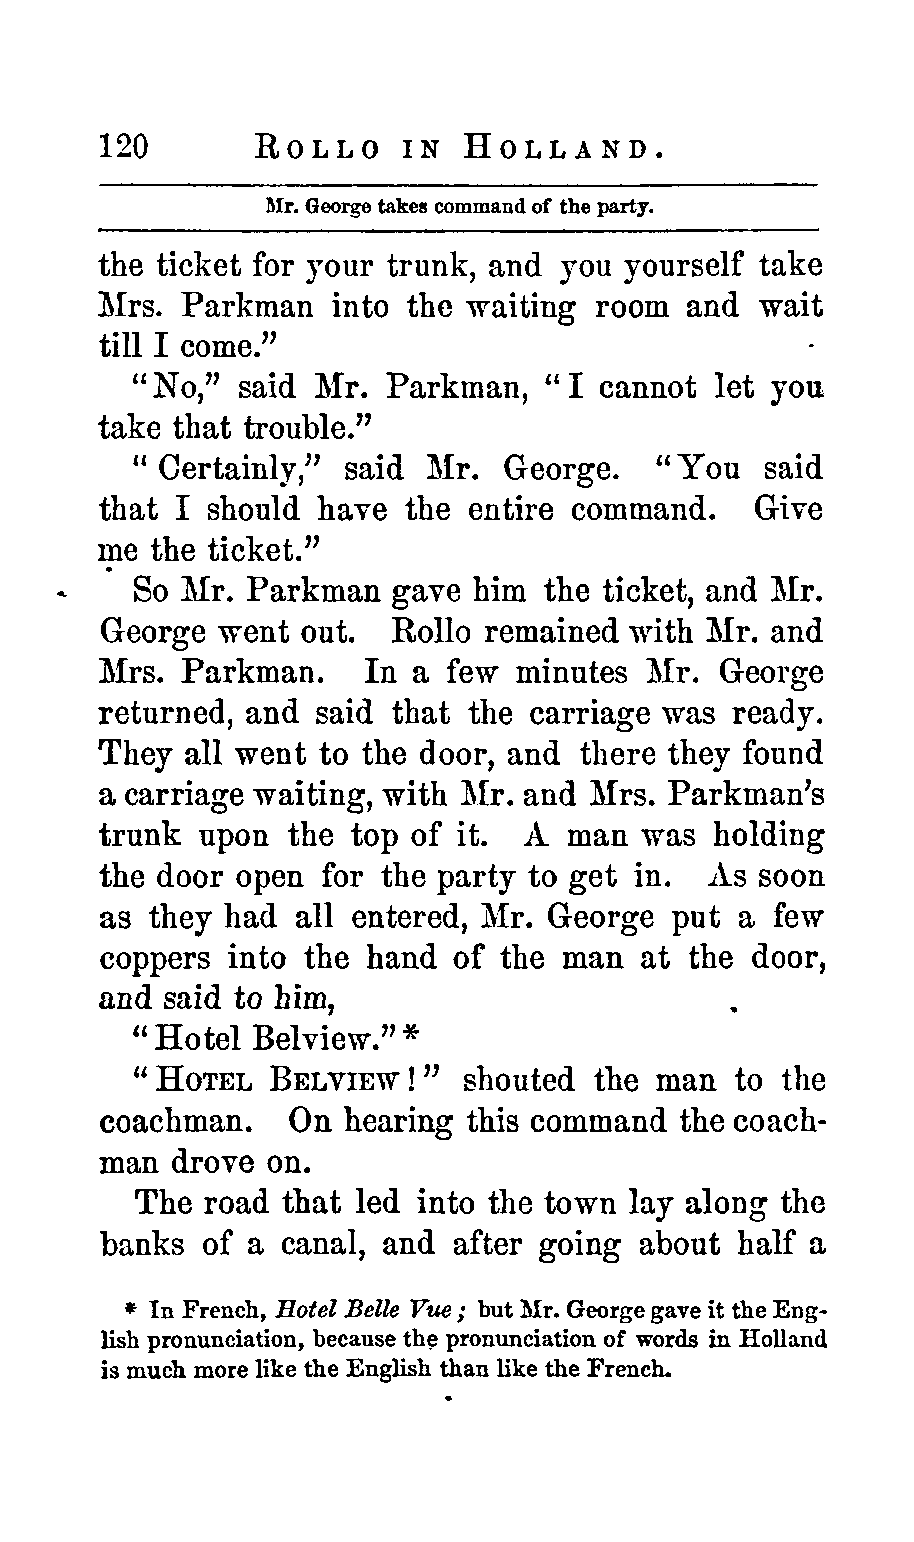 120 ROLLO IN HOLLAND.
Mr. George takes command of the party.
the ticket for your trunk, and you yourself take
Mrs. Parkman into the waiting room and wait
till I come.”
“No,” said Mr. Parkman, “I cannot let you
take that trouble.”
“Certainly,” said Mr. George. “You said
that I should have the entire command. Give
me the ticket.”
So Mr. Parkman gave him the ticket, and Mr.
George went out. Rollo remained with Mr. and
Mrs. Parkman. In a few minutes Mr. George
returned, and said that the carriage was ready.
They all went to the door, and there they found
a carriage waiting, with Mr. and Mrs. Parkman’s
trunk upon the top of it. A man was holding
the door open for the party to get in. As soon
as they had all entered, Mr. George put a few
coppers into the hand of the man at the door,
and said to him,
“Hotel Belview.”*
“HOTEL BELVIEW!” shouted the man to the
coachman. On hearing this command the coach-
man drove on.
The road that led into the town lay along the
banks of a canal, and after going about half a
* In French, Hotel Belle Vue; but Mr. George gave it the Eng-
lish pronunciation, because the pronunciation of words in Holland
is much more like the English than like the French.